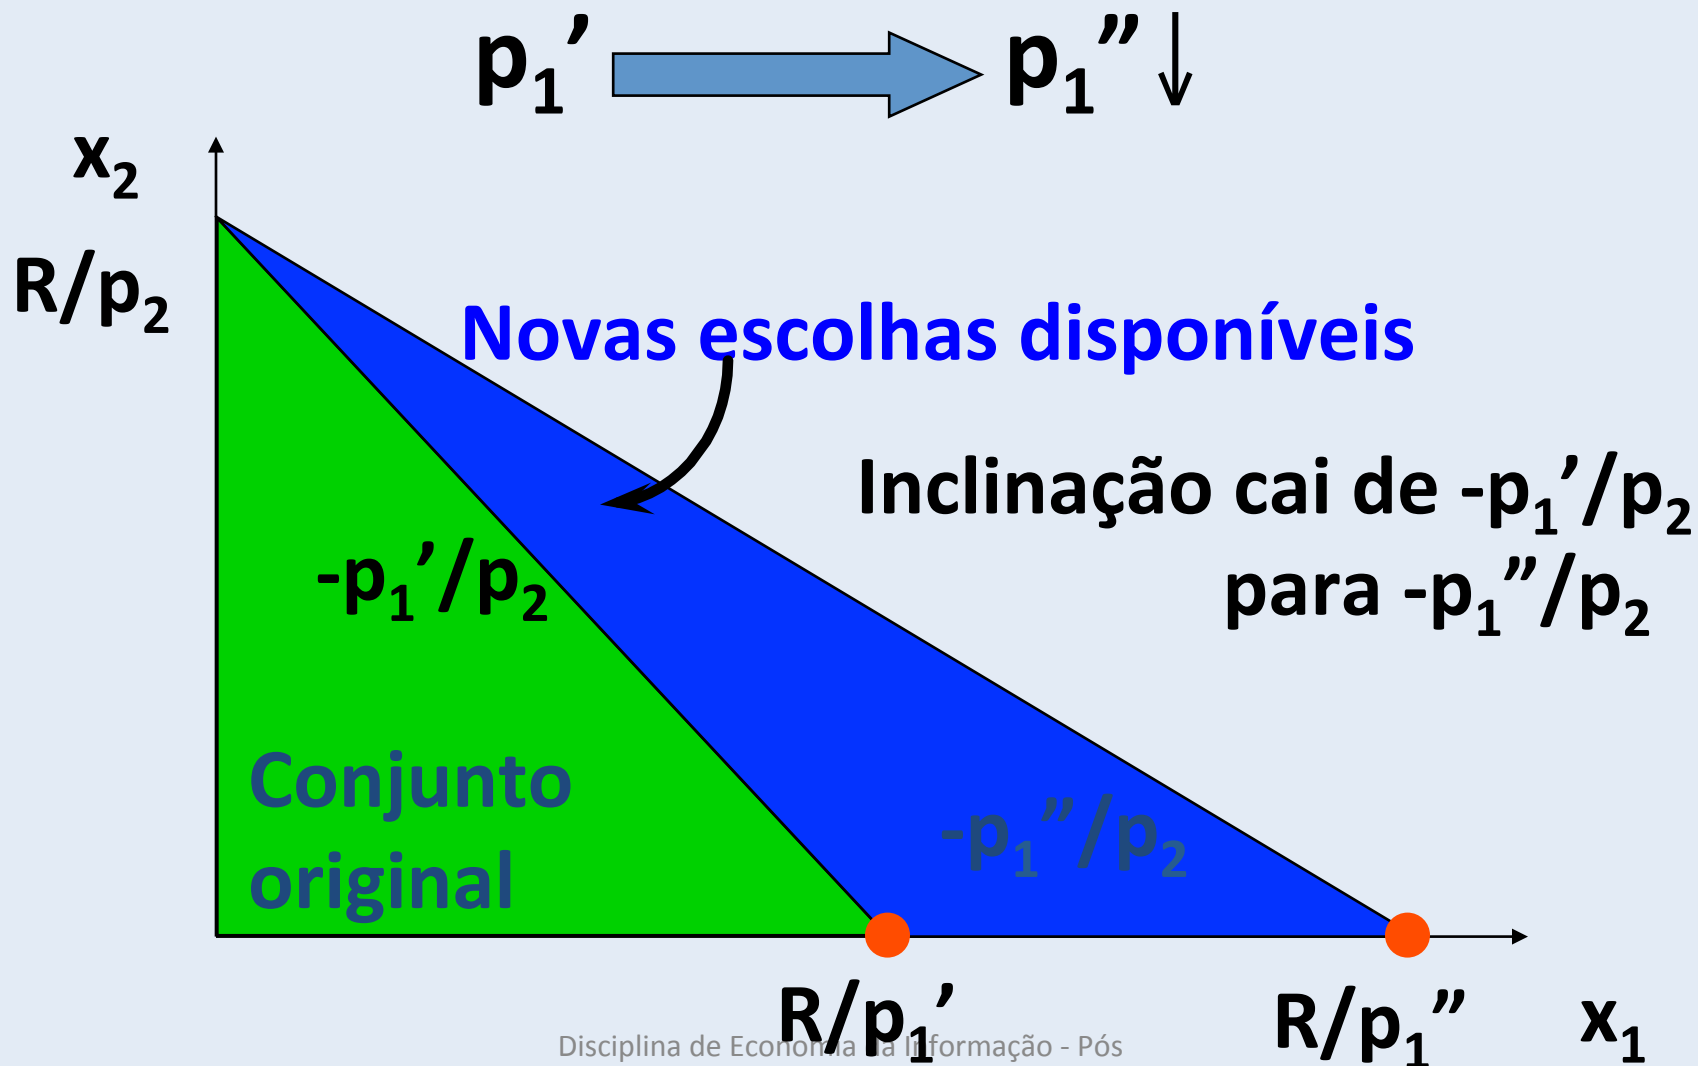 p₁’ p₁”
x₂
R/p₂
Novas escolhas disponíveis
Inclinação cai de -p₁’/p₂
para -p₁”/p₂
-p₁’/p₂
Conjunto
original
-p₁”/p₂
R/p₁’ R/p₁” x₁
Disciplina de Economia da Informação - Pós